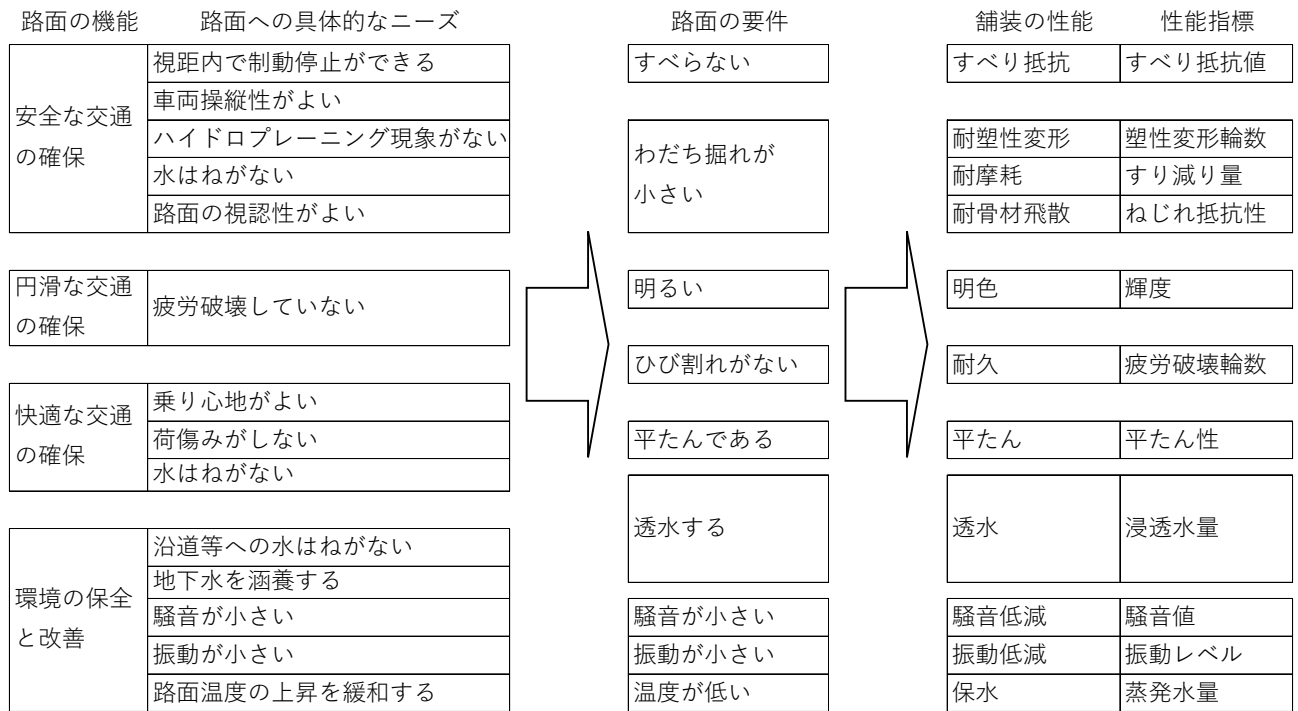 路面の機能 路面への具体的なニーズ 路面の要件 舗装の性能 性能指標
安全な交通
の確保
視距内で制動停止ができる
車両操縦性がよい
ハイドロプレーニング現象がない
水はねがない
路面の視認性がよい
円滑な交通
の確保
疲労破壊していない
快適な交通
の確保
乗り心地がよい
荷傷みがしない
水はねがない
環境の保全
と改善
沿道等への水はねがない
地下水を涵養する
騒音が小さい
振動が小さい
路面温度の上昇を緩和する
すべらない
わだち掘れが
小さい
明るい
ひび割れがない
平たんである
透水する
騒音が小さい
振動が小さい
温度が低い
すべり抵抗 すべり抵抗値
耐塑性変形 塑性変形輪数
耐摩耗 すり減り量
耐骨材飛散 ねじれ抵抗性
明色 輝度
耐久 疲労破壊輪数
平たん 平たん性
透水 浸透水量
騒音低減 騒音値
振動低減 振動レベル
保水 蒸発水量